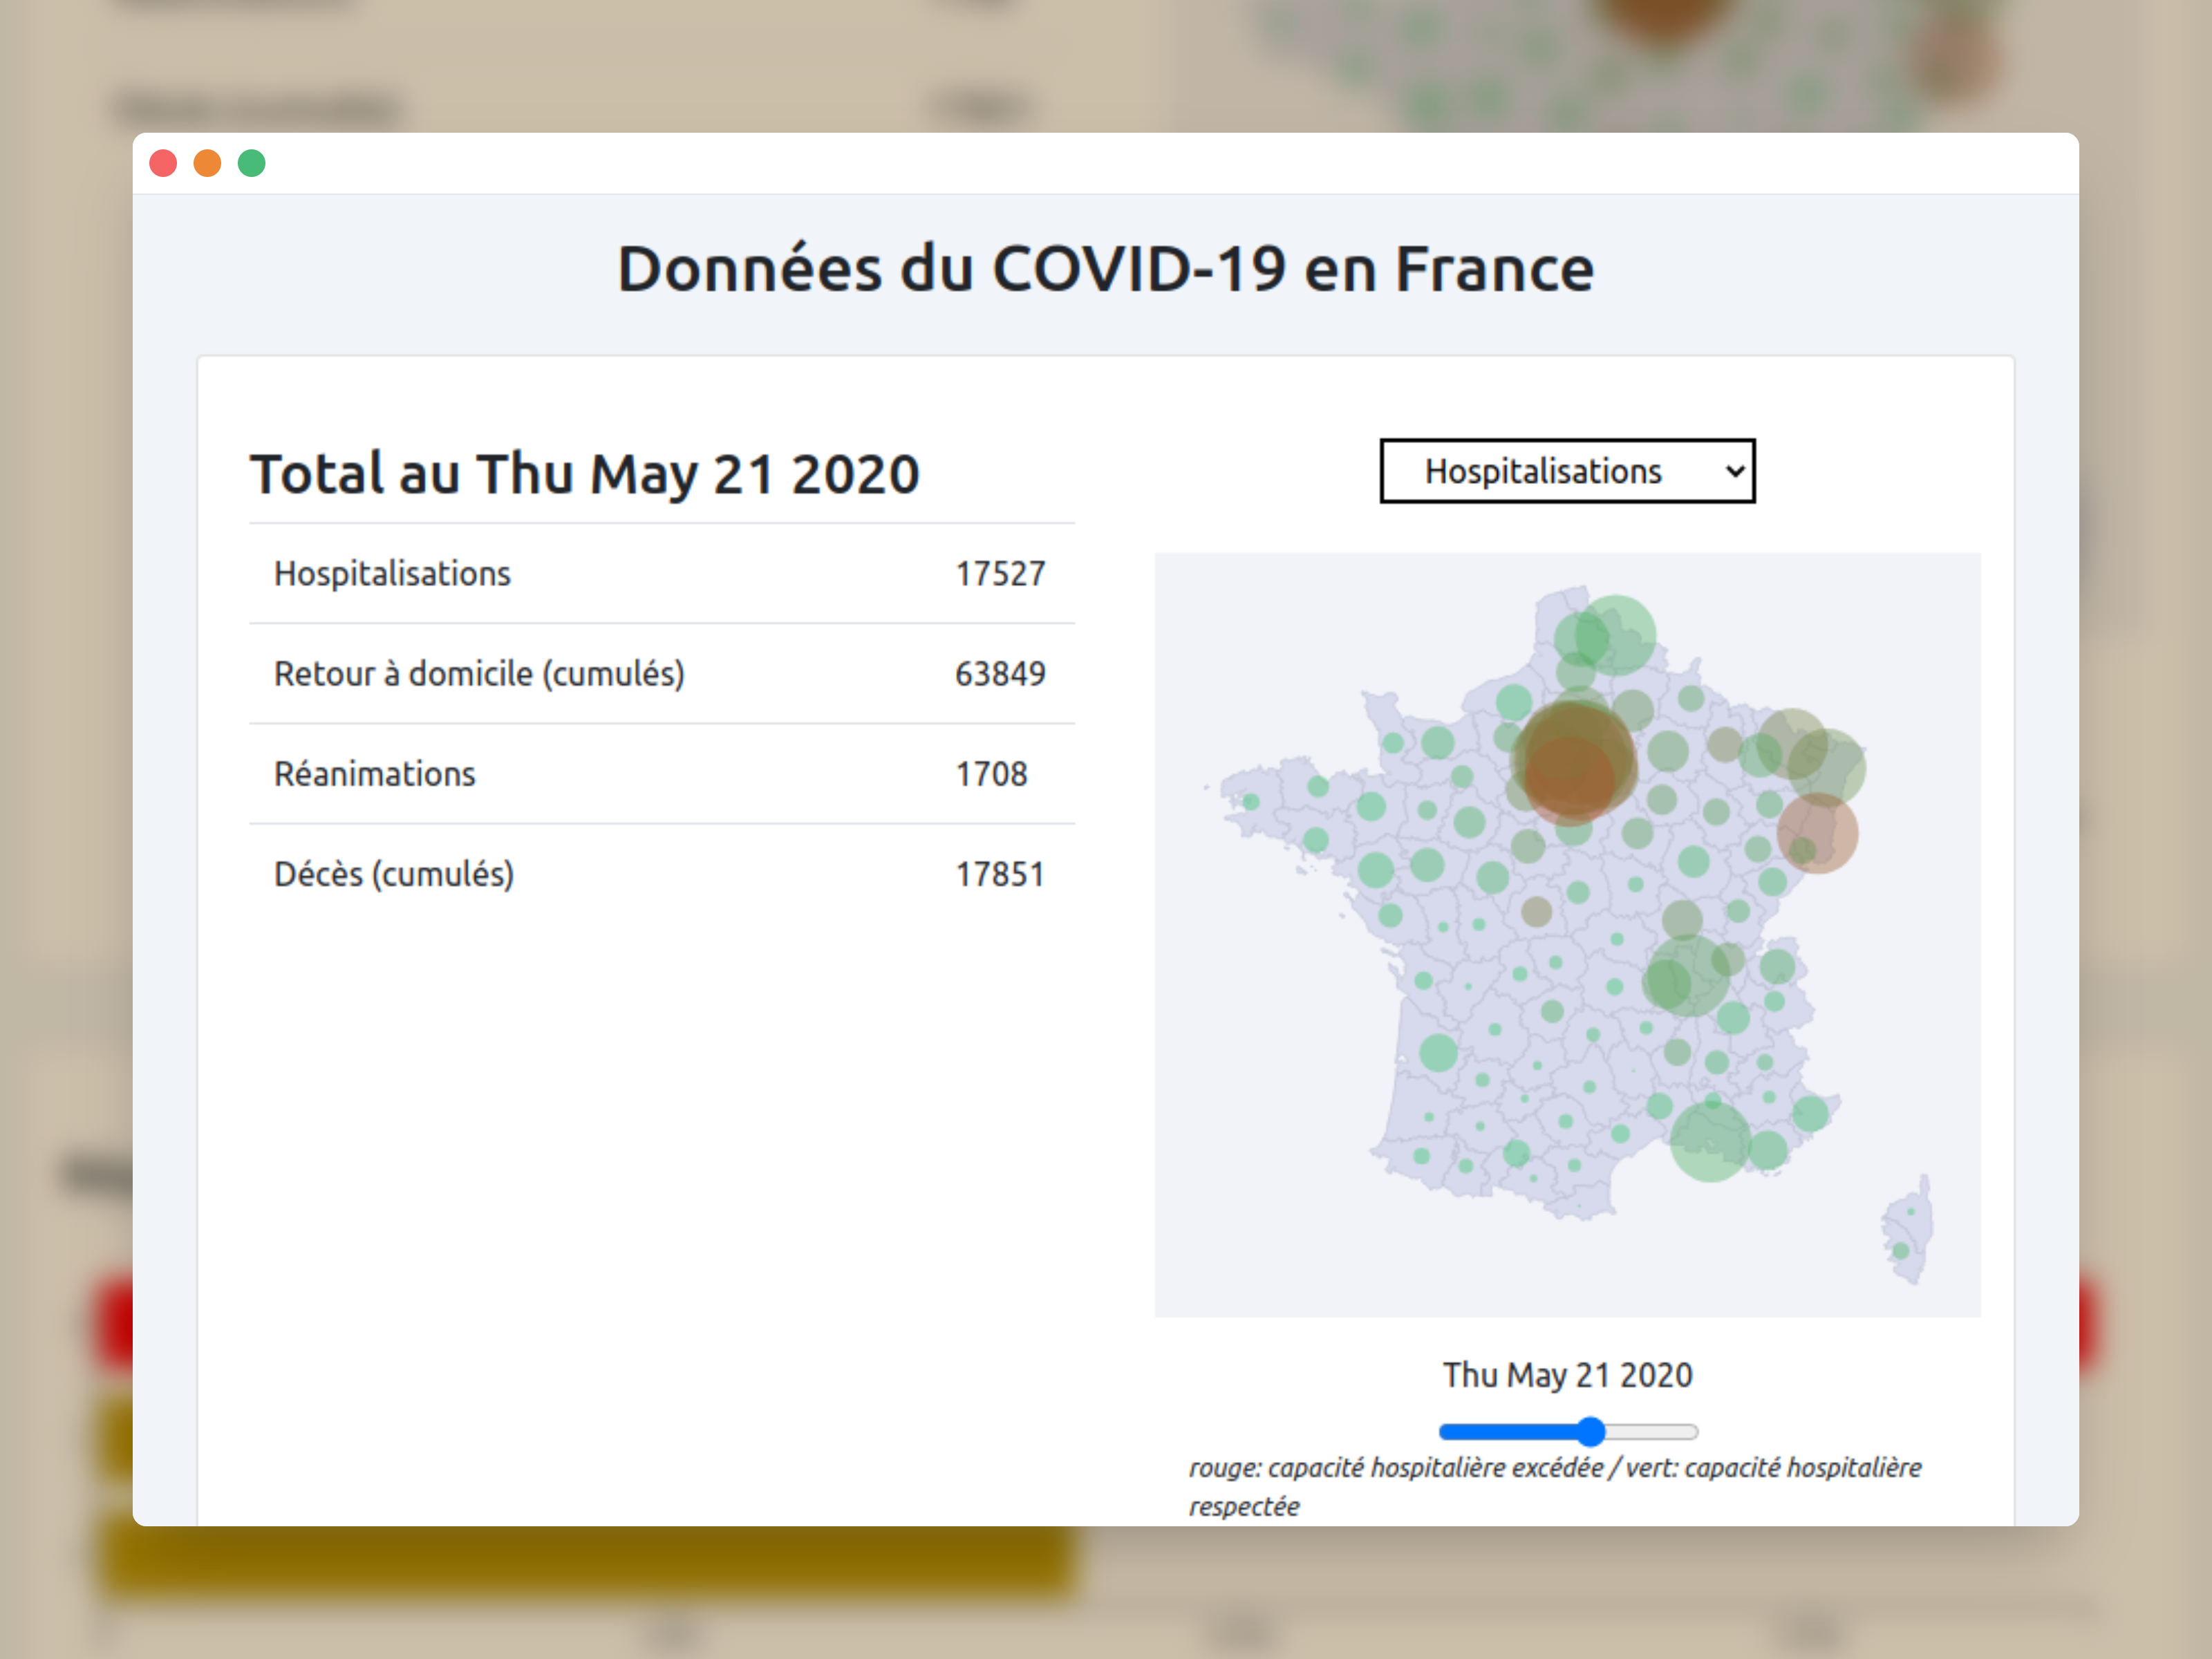 Données du COVID-19 en France
Total au Thu May 21 2020
Hospitalisations 17527
Retour à domicile (cumulés) 63849
Réanimations 1708
Décès (cumulés) 17851
Hospitalisations
Thu May 21 2020
rouge: capacité hospitalière excédée / vert: capacité hospitalière
respectée